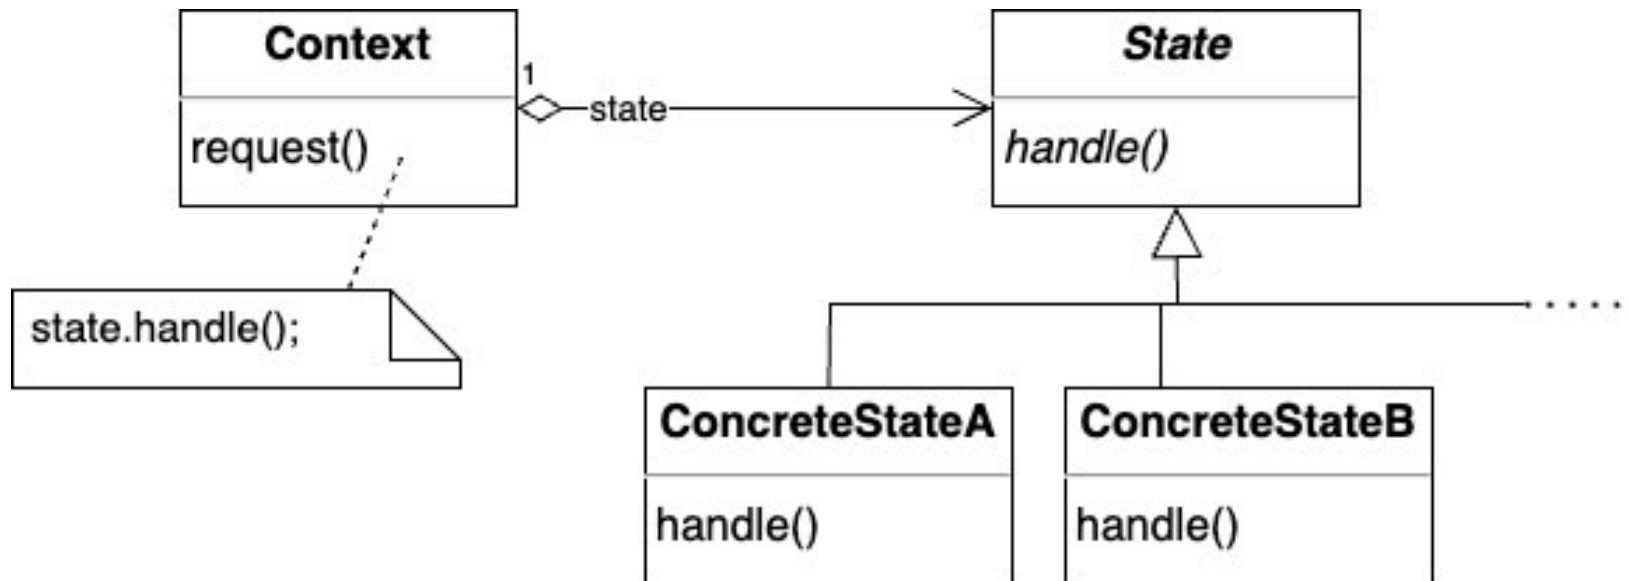 Context
1
request()
state
State
handle()
state.handle();
ConcreteStateA
handle()
ConcreteStateB
handle()